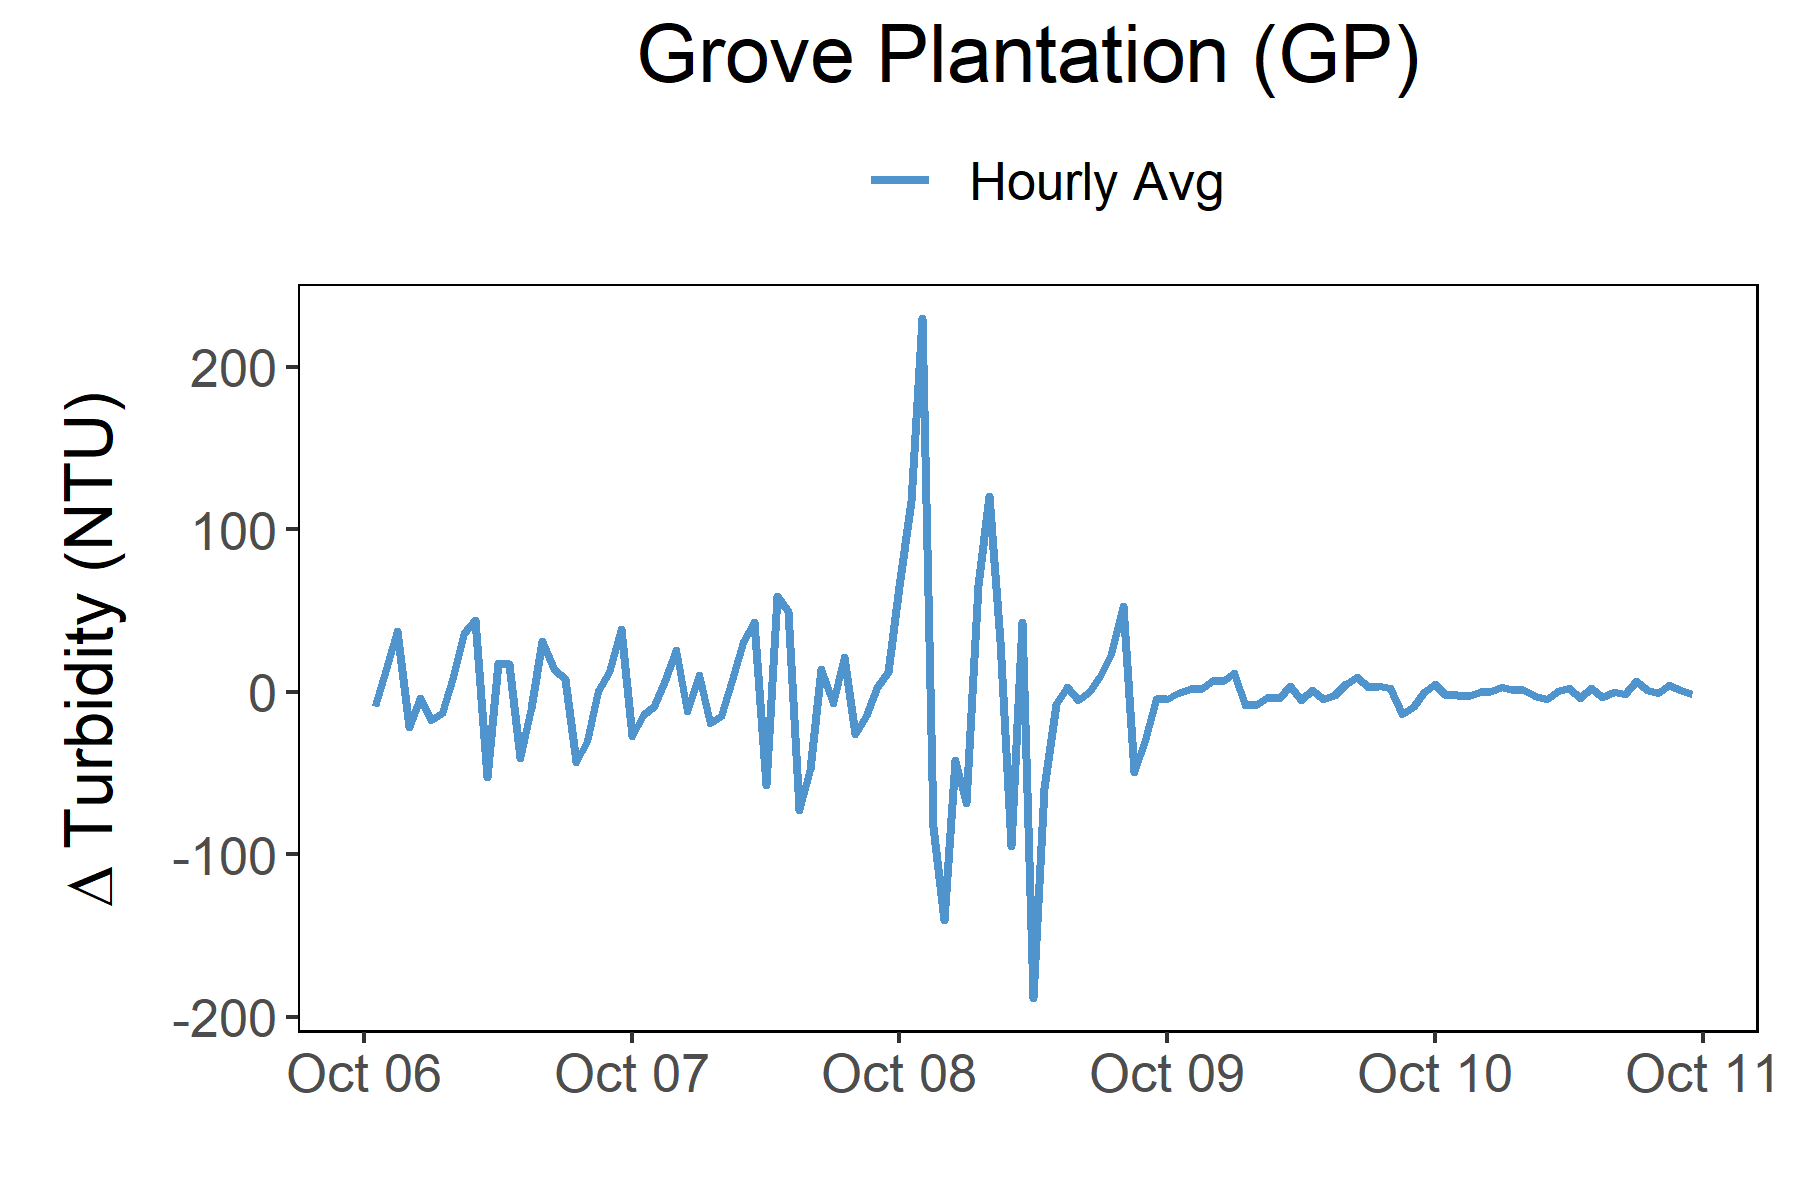 Grove Plantation (GP)
Hourly Avg
Δ Turbidity (NTU)
200
100
0
-100
-200
Oct 06 Oct 07 Oct 08 Oct 09 Oct 10 Oct 11